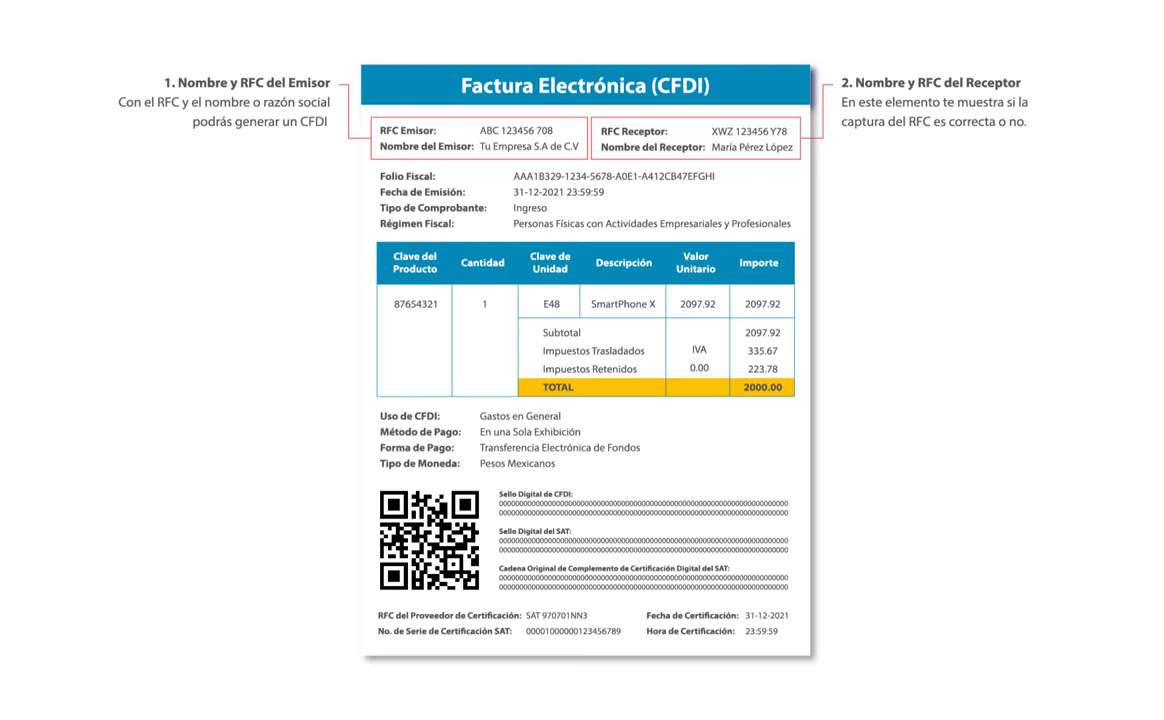 1. Nombre y RFC del Emisor
Con el RFC y el nombre o razón social
podrás generar un CFDI
Factura Electrónica (CFDI)
2. Nombre y RFC del Receptor
En este elemento te muestra si la
captura del RFC es correcta o no.
RFC Emisor: ABC 123456 708
Nombre del Emisor: Tu Empresa S.A de C.V
RFC Receptor: XWZ 123456 Y78
Nombre del Receptor: María Pérez López
Folio Fiscal: AAA1B329-1234-5678-A0E1-A412CB47EFGHI
Fecha de Emisión: 31-12-2021 23:59:59
Tipo de Comprobante: Ingreso
Régimen Fiscal: Personas Físicas con Actividades Empresariales y Profesionales
Clave del Producto Cantidad Clave de Unidad Descripción Valor Unitario Importe
87654321 1 E48 SmartPhone X 2097.92 2097.92
Subtotal 2097.92
Impuestos Trasladados IVA 335.67
Impuestos Retenidos 0.00 223.78
TOTAL 2000.00
Uso de CFDI: Gastos en General
Método de Pago: En una Sola Exhibición
Forma de Pago: Transferencia Electrónica de Fondos
Tipo de Moneda: Pesos Mexicanos
Sello Digital de CFDI:
Sello Digital del SAT:
Cadena Original de Complemento de Certificación Digital del SAT:
RFC del Proveedor de Certificación: SAT 970701NN3 Fecha de Certificación: 31-12-2021
No. de Serie de Certificación SAT: 00001000000123456789 Hora de Certificación: 23:59:59